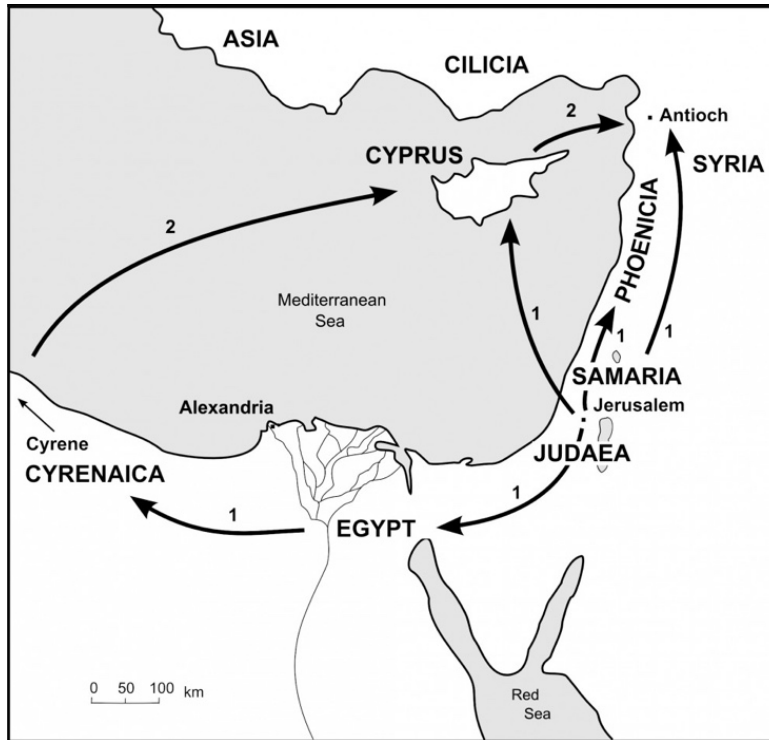 ASIA
CILICIA
2
Antioch
CYPRUS
SYRIA
2
PHOENICIA
Mediterranean
Sea
1
1
1
SAMARIA
Alexandria
Jerusalem
Cyrene
JUDAEA
CYRENAICA
1
1
EGYPT
0 50 100 km
Red
Sea